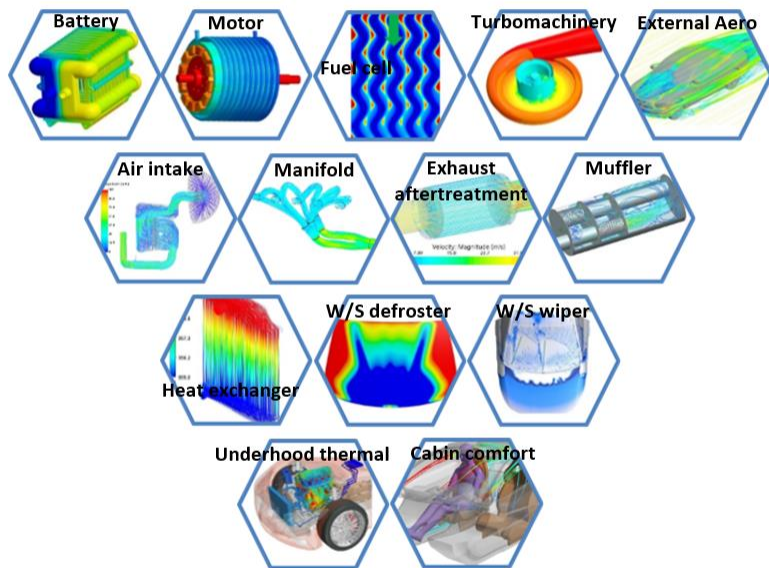 Battery
Motor
Fuel cell
Turbomachinery
External Aero
Air intake
Manifold
Exhaust
aftertreatment
Muffler
Velocity: Magnitude (m/s)
Heat exchanger
W/S defroster
W/S wiper
Underhood thermal
Cabin comfort